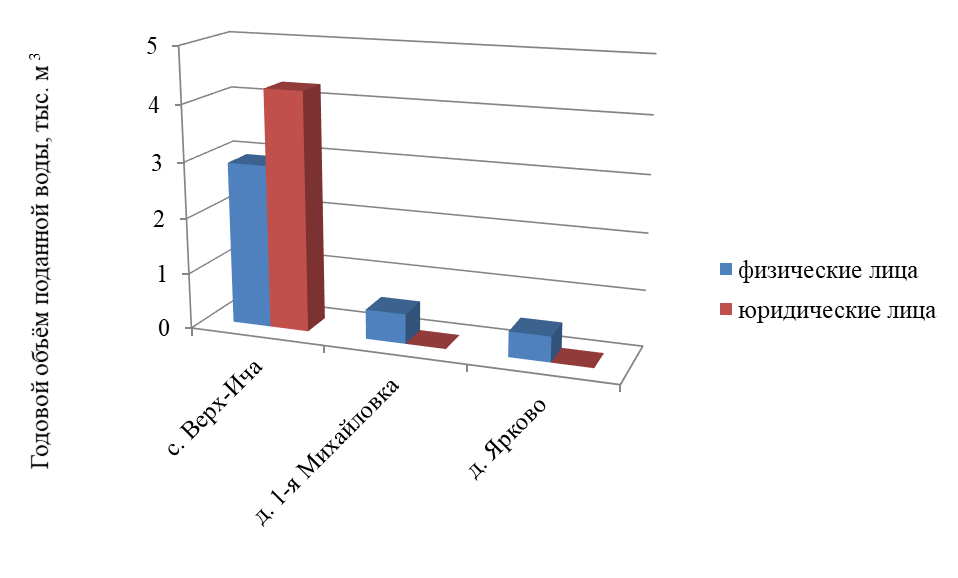 Годовой объём поданной воды, тыс. м 3
5
4
3
2
1
0
с. Верх-Ича
д. 1-я Михайловка
д. Ярково
физические лица
юридические лица